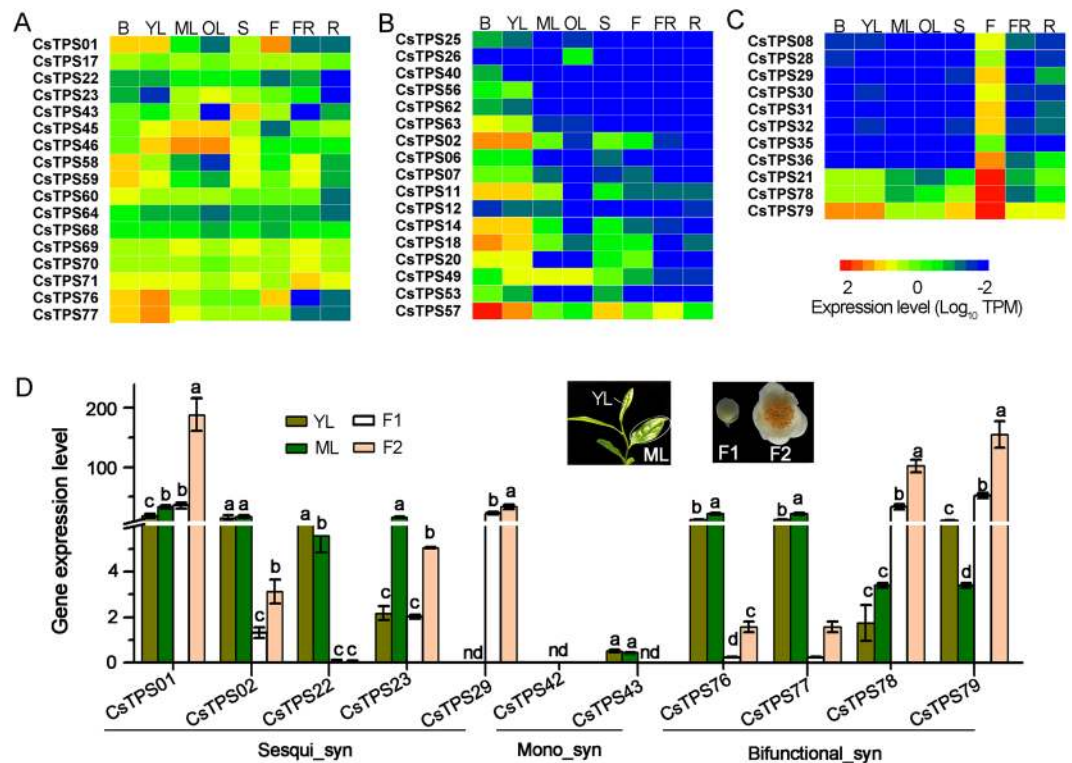 A
B YL ML OL S F FR R
CsTPS01
CsTPS17
CsTPS22
CsTPS23
CsTPS43
CsTPS45
CsTPS46
CsTPS58
CsTPS59
CsTPS60
CsTPS64
CsTPS68
CsTPS69
CsTPS70
CsTPS71
CsTPS76
CsTPS77
B
B YL ML OL S F FR R
CsTPS25
CsTPS26
CsTPS40
CsTPS56
CsTPS62
CsTPS63
CsTPS02
CsTPS06
CsTPS07
CsTPS11
CsTPS12
CsTPS14
CsTPS18
CsTPS20
CsTPS49
CsTPS53
CsTPS57
C
B YL ML OL S F FR R
CsTPS08
CsTPS28
CsTPS29
CsTPS30
CsTPS31
CsTPS32
CsTPS35
CsTPS36
CsTPS21
CsTPS78
CsTPS79
2 0 -2
Expression level (Log10 TPM)
D
Gene expression level
200
100
4
2
0
YL F1
ML F2
YL
ML
F1 F2
c b b a
a a c b
a b c c
c a c b
nd b a
nd
a a nd
b a d c
b a
c c b a
c d b a
CsTPS01 CsTPS02 CsTPS22 CsTPS23 CsTPS29 CsTPS42 CsTPS43 CsTPS76 CsTPS77 CsTPS78 CsTPS79
Sesqui_syn Mono_syn Bifunctional_syn